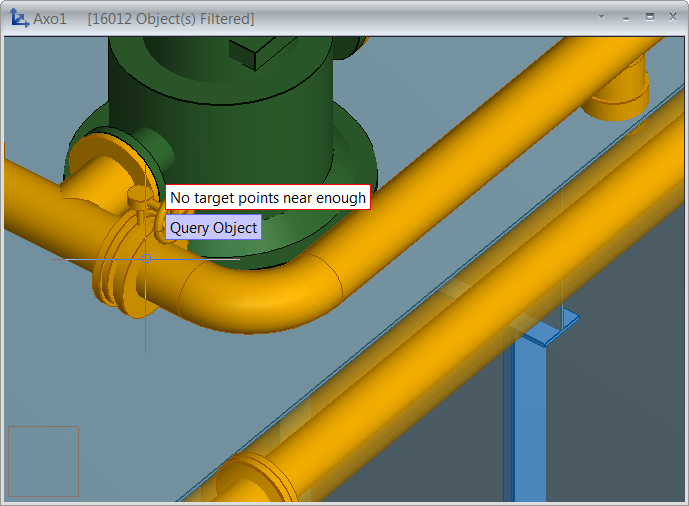 Axo1 [16012 Object(s) Filtered]
No target points near enough
Query Object